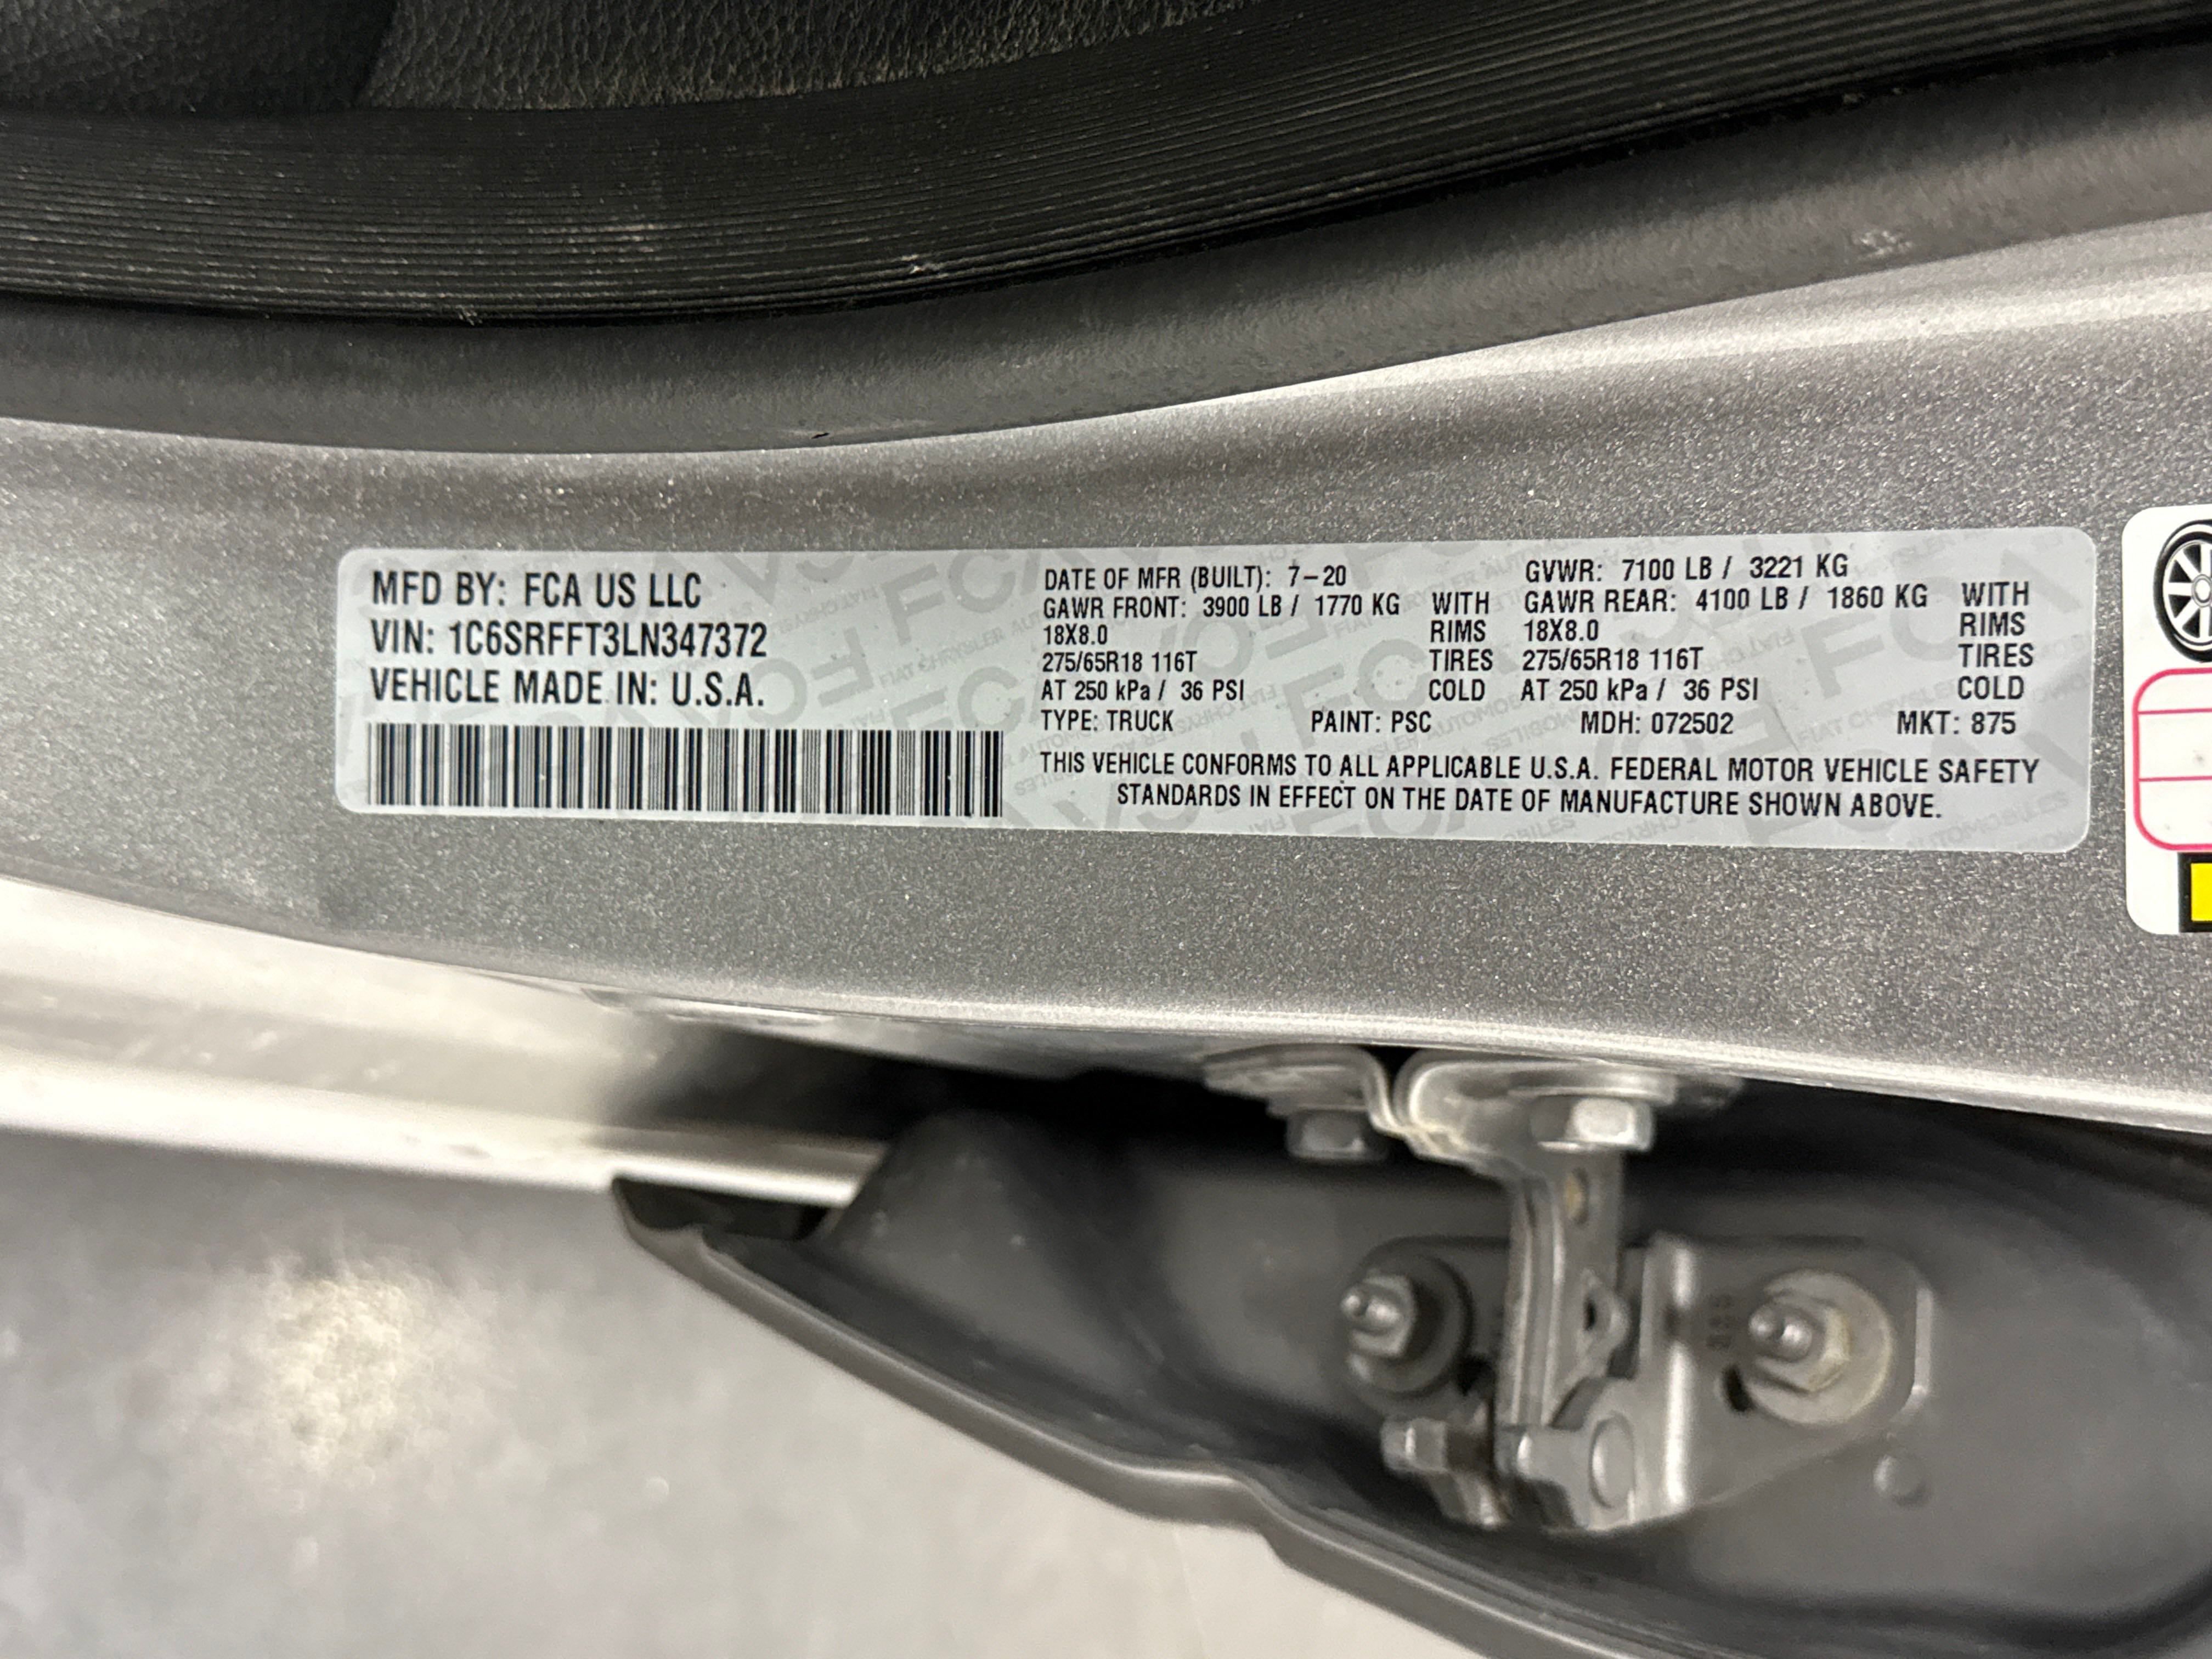 MFD BY: FCA US LLC
VIN: 1C6SRFFT3LN347372
VEHICLE MADE IN: U.S.A.
DATE OF MFR (BUILT): 7-20 GVWR: 7100 LB / 3221 KG
GAWR FRONT: 3900 LB / 1770 KG WITH GAWR REAR: 4100 LB / 1860 KG WITH
18X8.0 RIMS 18X8.0 RIMS
275/65R18 116T TIRES 275/65R18 116T TIRES
AT 250 kPa / 36 PSI COLD AT 250 kPa / 36 PSI COLD
TYPE: TRUCK PAINT: PSC MDH: 072502 MKT: 875
THIS VEHICLE CONFORMS TO ALL APPLICABLE U.S.A. FEDERAL MOTOR VEHICLE SAFETY
STANDARDS IN EFFECT ON THE DATE OF MANUFACTURE SHOWN ABOVE.